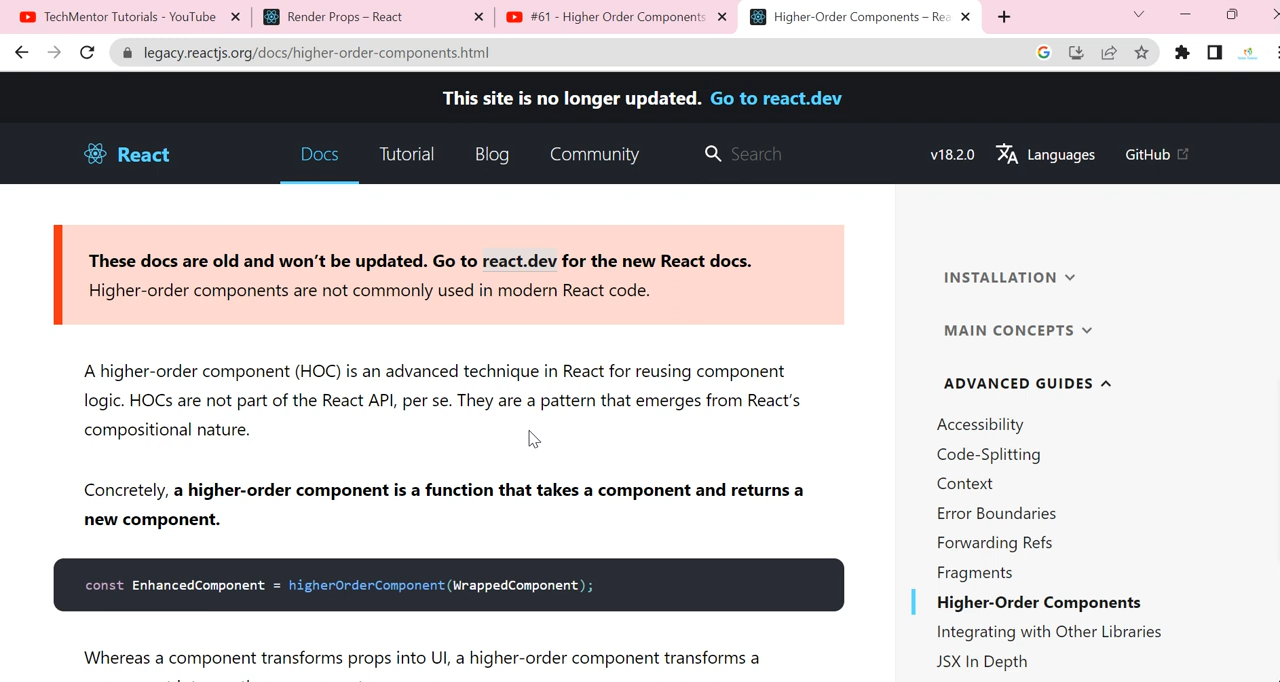 TechMentor Tutorials - YouTube
Render Props – React
#61 - Higher Order Components
Higher-Order Components – Rea
legacy.reactjs.org/docs/higher-order-components.html
This site is no longer updated. Go to react.dev
React
Docs
Tutorial
Blog
Community
Search
v18.2.0
Languages
GitHub
These docs are old and won’t be updated. Go to react.dev for the new React docs.
Higher-order components are not commonly used in modern React code.
A higher-order component (HOC) is an advanced technique in React for reusing component
logic. HOCs are not part of the React API, per se. They are a pattern that emerges from React’s
compositional nature.
Concretely, a higher-order component is a function that takes a component and returns a
new component.
const EnhancedComponent = higherOrderComponent(WrappedComponent);
Whereas a component transforms props into UI, a higher-order component transforms a
INSTALLATION
MAIN CONCEPTS
ADVANCED GUIDES
Accessibility
Code-Splitting
Context
Error Boundaries
Forwarding Refs
Fragments
Higher-Order Components
Integrating with Other Libraries
JSX In Depth